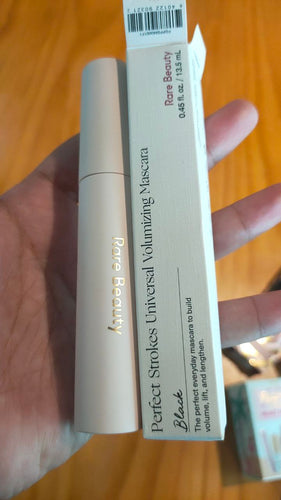 Rare Beauty
Perfect Strokes Universal Volumizing Mascara
Black
The perfect everyday mascara to build
volume, lift, and lengthen.
Rare Beauty
0.45 fl. oz. / 13.5 mL